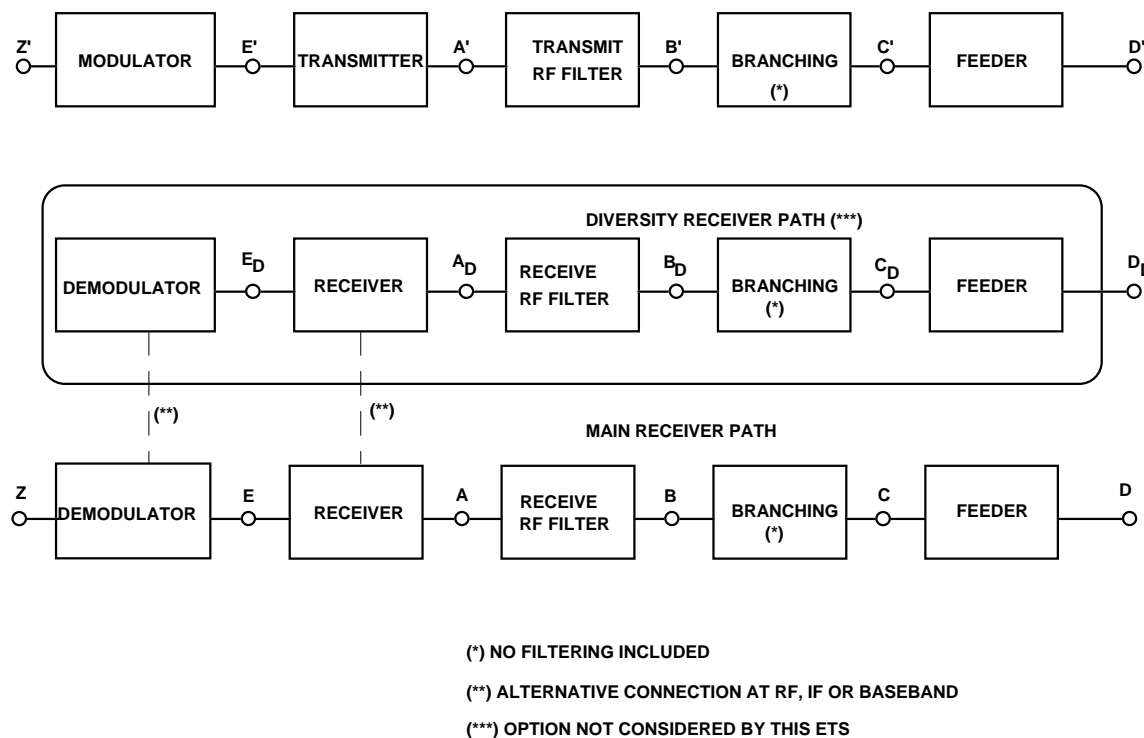 Z' E' A' B' C' D'
MODULATOR TRANSMITTER TRANSMIT RF FILTER BRANCHING (*) FEEDER
DIVERSITY RECEIVER PATH (***)
E_D A_D B_D C_D
DEMODULATOR RECEIVER RECEIVE RF FILTER BRANCHING (*) FEEDER
(**) (**)
MAIN RECEIVER PATH
Z E A B C D
DEMODULATOR RECEIVER RECEIVE RF FILTER BRANCHING (*) FEEDER
(*) NO FILTERING INCLUDED
(**) ALTERNATIVE CONNECTION AT RF, IF OR BASEBAND
(***) OPTION NOT CONSIDERED BY THIS ETS